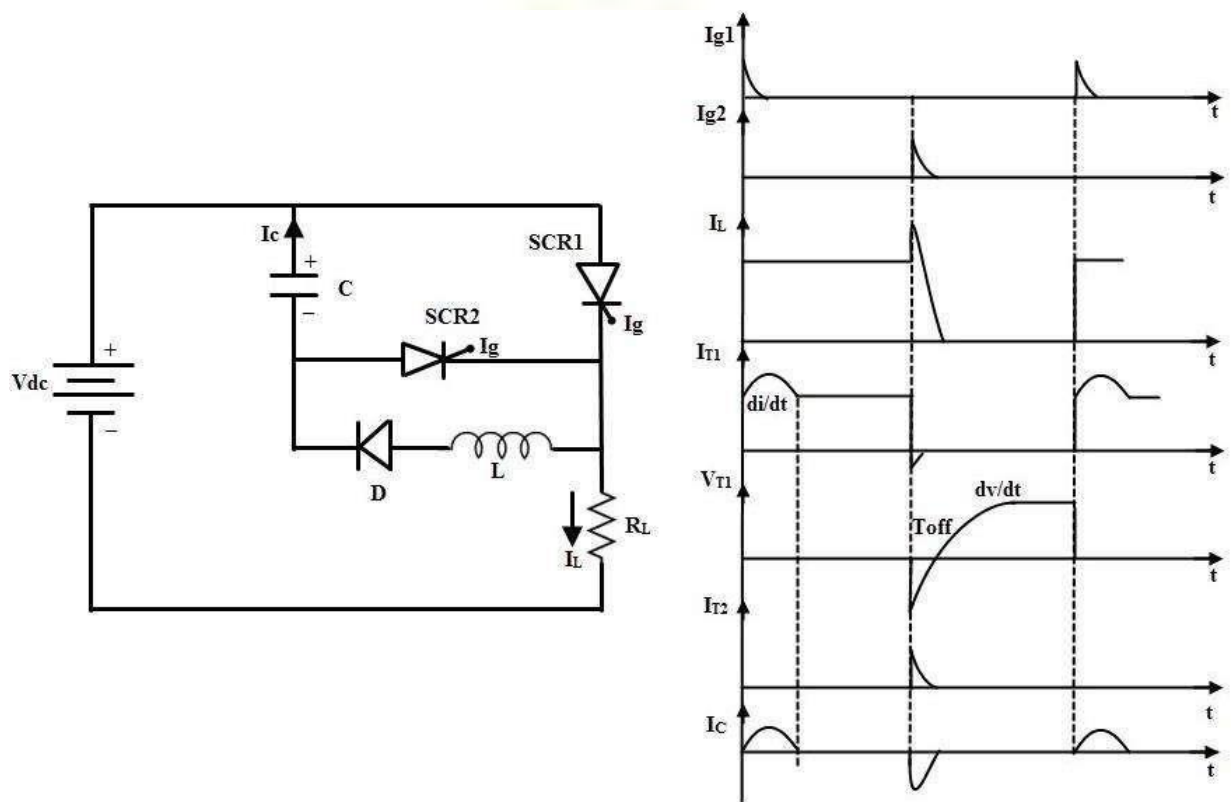 Ic
+
C
–
SCR1
Ig
SCR2
Ig
+
Vdc
–
D
L
RL
IL
Ig1
t
Ig2
t
IL
t
IT1
di/dt
t
VT1
dv/dt
Toff
t
IT2
t
IC
t